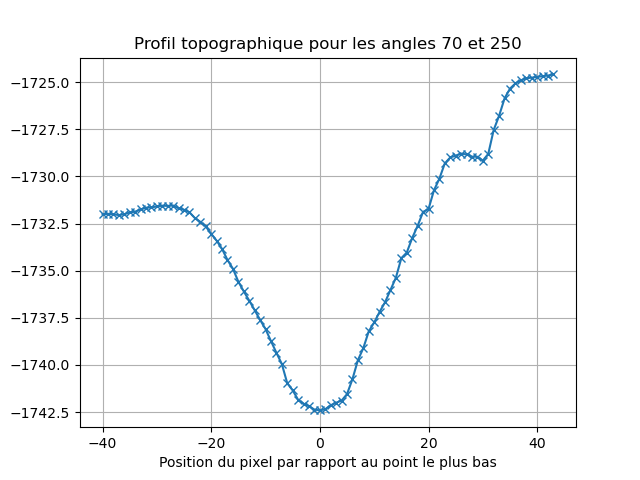 Profil topographique pour les angles 70 et 250
−1725.0
−1727.5
−1730.0
−1732.5
−1735.0
−1737.5
−1740.0
−1742.5
−40 −20 0 20 40
Position du pixel par rapport au point le plus bas